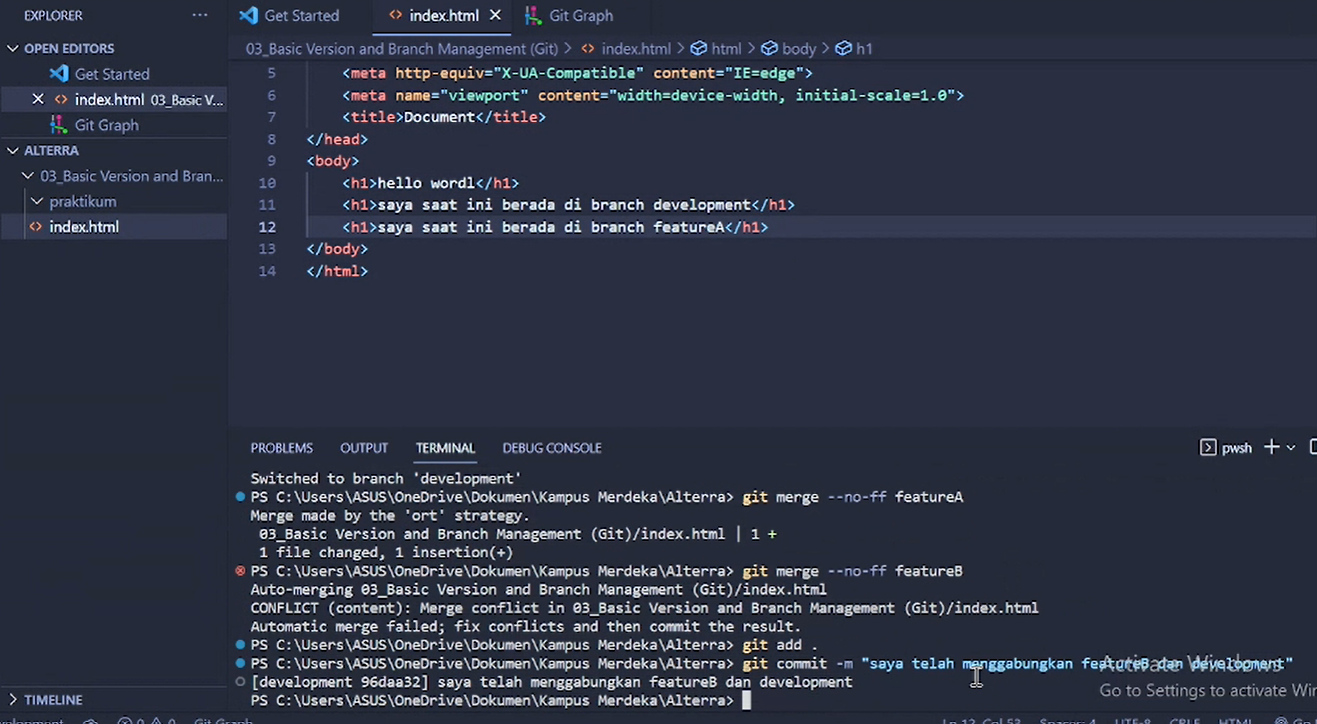 EXPLORER ··· Get Started index.html Git Graph
OPEN EDITORS
03_Basic Version and Branch Management (Git) > index.html > html > body > h1
Get Started
index.html 03_Basic V...
Git Graph
ALTERRA
03_Basic Version and Bran...
praktikum
index.html
5 <meta http-equiv="X-UA-Compatible" content="IE=edge">
6 <meta name="viewport" content="width=device-width, initial-scale=1.0">
7 <title>Document</title>
8 </head>
9 <body>
10 <h1>hello wordl</h1>
11 <h1>saya saat ini berada di branch development</h1>
12 <h1>saya saat ini berada di branch featureA</h1>
13 </body>
14 </html>
PROBLEMS OUTPUT TERMINAL DEBUG CONSOLE pwsh
Switched to branch 'development'
PS C:\Users\ASUS\OneDrive\Dokumen\Kampus Merdeka\Alterra> git merge --no-ff featureA
Merge made by the 'ort' strategy.
03_Basic Version and Branch Management (Git)/index.html | 1 +
1 file changed, 1 insertion(+)
PS C:\Users\ASUS\OneDrive\Dokumen\Kampus Merdeka\Alterra> git merge --no-ff featureB
Auto-merging 03_Basic Version and Branch Management (Git)/index.html
CONFLICT (content): Merge conflict in 03_Basic Version and Branch Management (Git)/index.html
Automatic merge failed; fix conflicts and then commit the result.
PS C:\Users\ASUS\OneDrive\Dokumen\Kampus Merdeka\Alterra> git add .
PS C:\Users\ASUS\OneDrive\Dokumen\Kampus Merdeka\Alterra> git commit -m "saya telah menggabungkan featureB dan development"
[development 96daa32] saya telah menggabungkan featureB dan development
PS C:\Users\ASUS\OneDrive\Dokumen\Kampus Merdeka\Alterra>
Activate Windows
Go to Settings to activate Win
TIMELINE
Git Graph Ln 12, Col 53 Spaces: 4 UTF-8 CRLF HTML